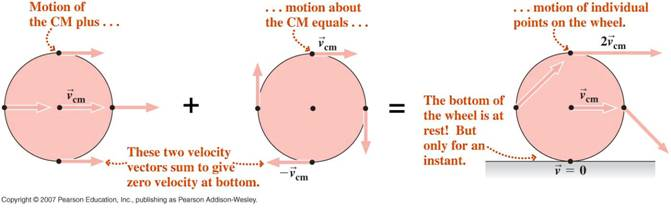 Motion of
the CM plus . . .
v⃗cm
+
. . . motion about
the CM equals . . .
v⃗cm
These two velocity
vectors sum to give
zero velocity at bottom.
−v⃗cm
=
. . . motion of individual
points on the wheel.
2v⃗cm
v⃗cm
The bottom of
the wheel is at
rest! But
only for an
instant.
v⃗ = 0
Copyright © 2007 Pearson Education, Inc., publishing as Pearson Addison-Wesley.